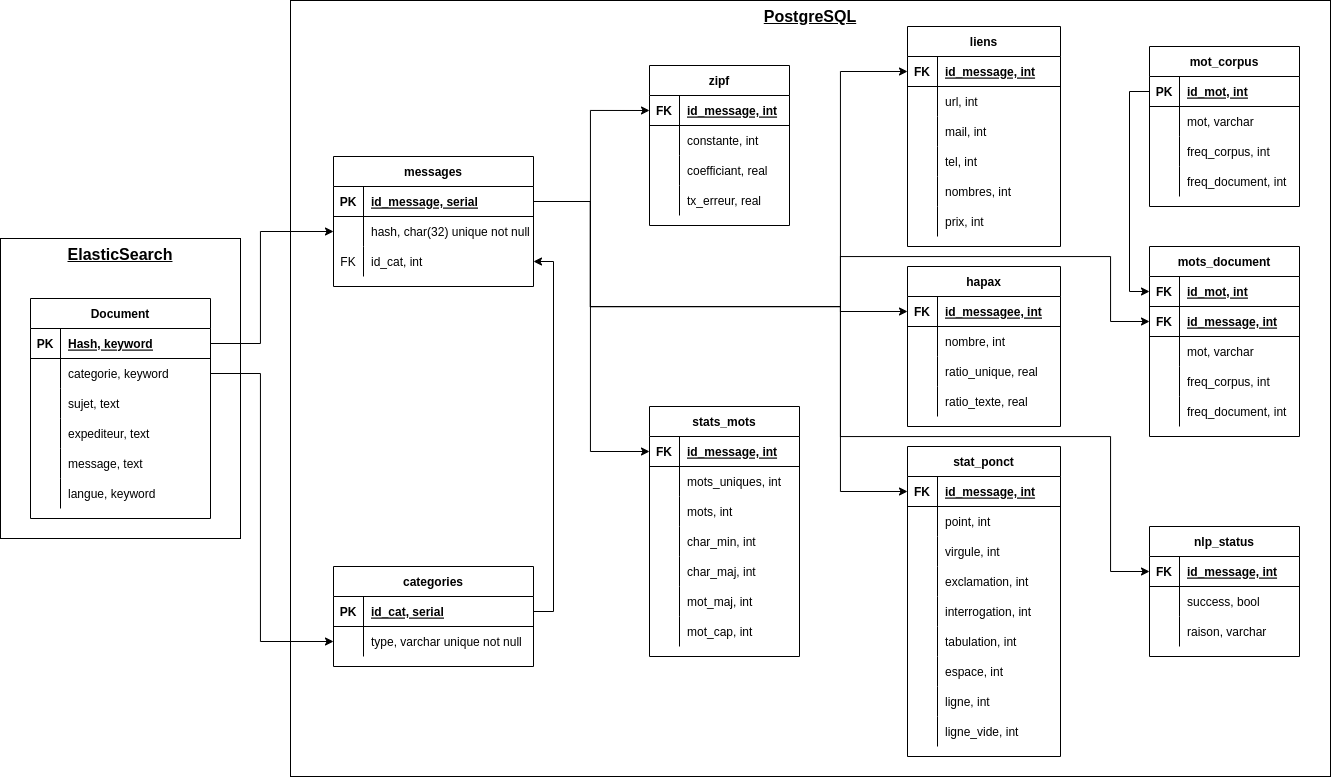 PostgreSQL
ElasticSearch
Document
PK Hash, keyword
categorie, keyword
sujet, text
expediteur, text
message, text
langue, keyword
messages
PK id_message, serial
hash, char(32) unique not null
FK id_cat, int
categories
PK id_cat, serial
type, varchar unique not null
zipf
FK id_message, int
constante, int
coefficiant, real
tx_erreur, real
stats_mots
FK id_message, int
mots_uniques, int
mots, int
char_min, int
char_maj, int
mot_maj, int
mot_cap, int
liens
FK id_message, int
url, int
mail, int
tel, int
nombres, int
prix, int
hapax
FK id_messagee, int
nombre, int
ratio_unique, real
ratio_texte, real
stat_ponct
FK id_message, int
point, int
virgule, int
exclamation, int
interrogation, int
tabulation, int
espace, int
ligne, int
ligne_vide, int
mot_corpus
PK id_mot, int
mot, varchar
freq_corpus, int
freq_document, int
mots_document
FK id_mot, int
FK id_message, int
mot, varchar
freq_corpus, int
freq_document, int
nlp_status
FK id_message, int
success, bool
raison, varchar